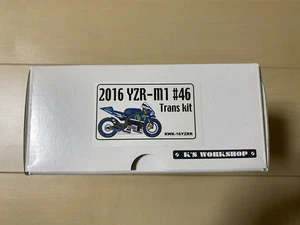 2016 YZR-M1 #46
Trans kit
KWK-16YZRR
K'S WORKSHOP